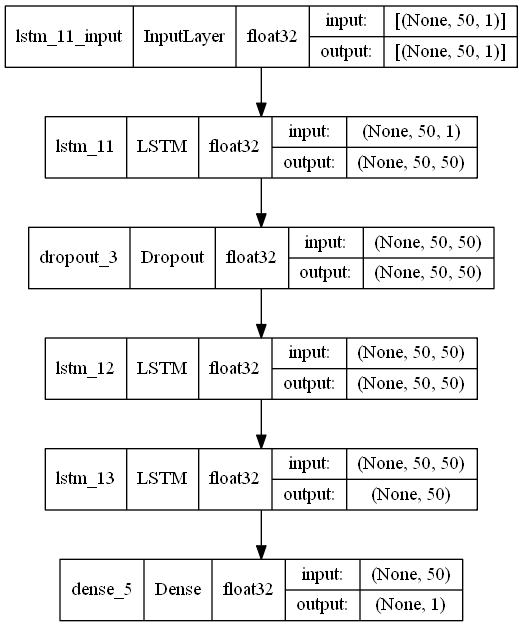 lstm_11_input InputLayer float32 input: [(None, 50, 1)]
output: [(None, 50, 1)]
lstm_11 LSTM float32 input: (None, 50, 1)
output: (None, 50, 50)
dropout_3 Dropout float32 input: (None, 50, 50)
output: (None, 50, 50)
lstm_12 LSTM float32 input: (None, 50, 50)
output: (None, 50, 50)
lstm_13 LSTM float32 input: (None, 50, 50)
output: (None, 50)
dense_5 Dense float32 input: (None, 50)
output: (None, 1)